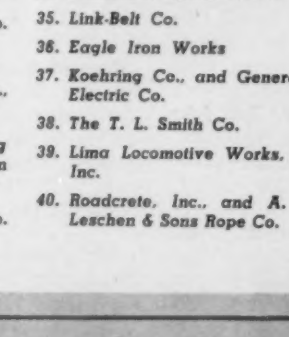 35. Link-Belt Co.
36. Eagle Iron Works
37. Koehring Co., and Gener
Electric Co.
38. The T. L. Smith Co.
39. Lima Locomotive Works,
Inc.
40. Roadcrete, Inc., and A.
Leschen & Sons Rope Co.